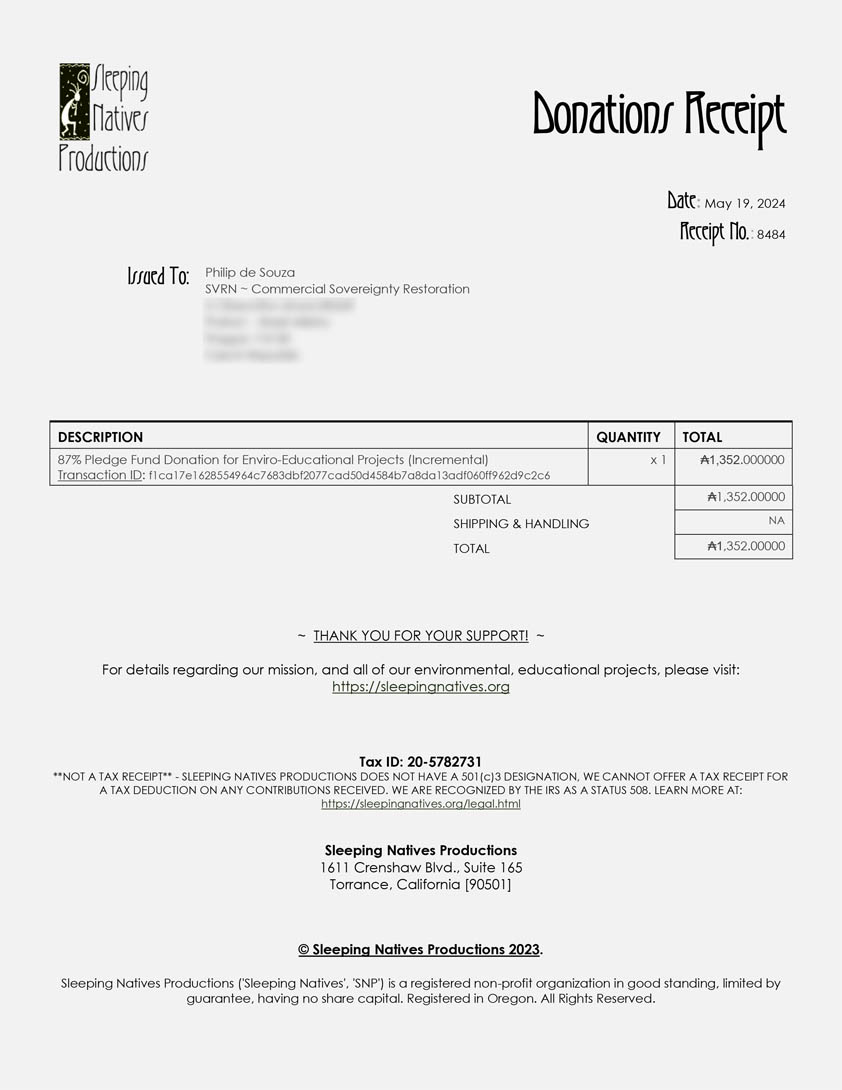 Sleeping
Natives
Productions
Donations Receipt
Date: May 19, 2024
Receipt No.: 8484
Issued To: Philip de Souza
SVRN ~ Commercial Sovereignty Restoration
DESCRIPTION QUANTITY TOTAL
87% Pledge Fund Donation for Enviro-Educational Projects (Incremental) x 1 ₳1,352.000000
Transaction ID: f1ca17e1628554964c7683dbf2077cad50d4584b7a8da13adf060ff962d9c2c6
SUBTOTAL ₳1,352.00000
SHIPPING & HANDLING NA
TOTAL ₳1,352.00000
~ THANK YOU FOR YOUR SUPPORT! ~
For details regarding our mission, and all of our environmental, educational projects, please visit:
https://sleepingnatives.org
Tax ID: 20-5782731
**NOT A TAX RECEIPT** - SLEEPING NATIVES PRODUCTIONS DOES NOT HAVE A 501(c)3 DESIGNATION, WE CANNOT OFFER A TAX RECEIPT FOR
A TAX DEDUCTION ON ANY CONTRIBUTIONS RECEIVED. WE ARE RECOGNIZED BY THE IRS AS A STATUS 508. LEARN MORE AT:
https://sleepingnatives.org/legal.html
Sleeping Natives Productions
1611 Crenshaw Blvd., Suite 165
Torrance, California [90501]
© Sleeping Natives Productions 2023.
Sleeping Natives Productions ('Sleeping Natives', 'SNP') is a registered non-profit organization in good standing, limited by
guarantee, having no share capital. Registered in Oregon. All Rights Reserved.